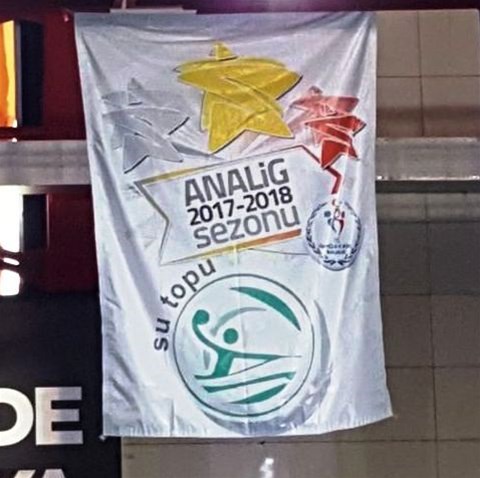 ANALiG
2017-2018
sezonu
su topu
DE